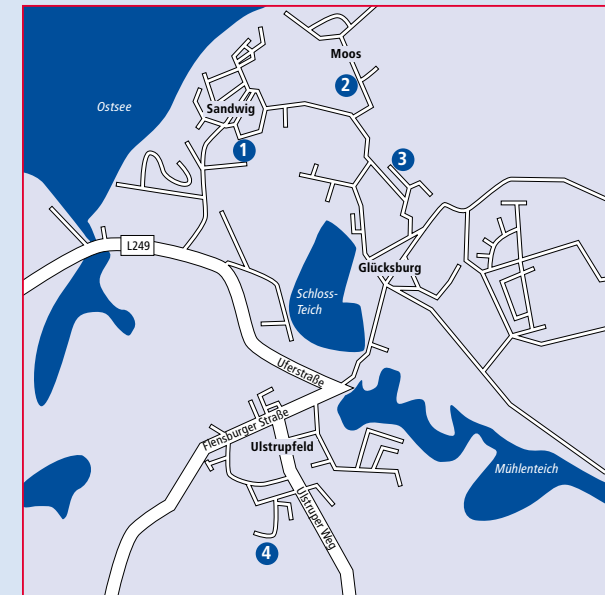 Moos
2
Ostsee
Sandwig
1
3
L249
Glücksburg
Schloss-
Teich
Uferstraße
Flensburger Straße
Ulstrupfeld
Mühlenteich
Ulstruper Weg
4